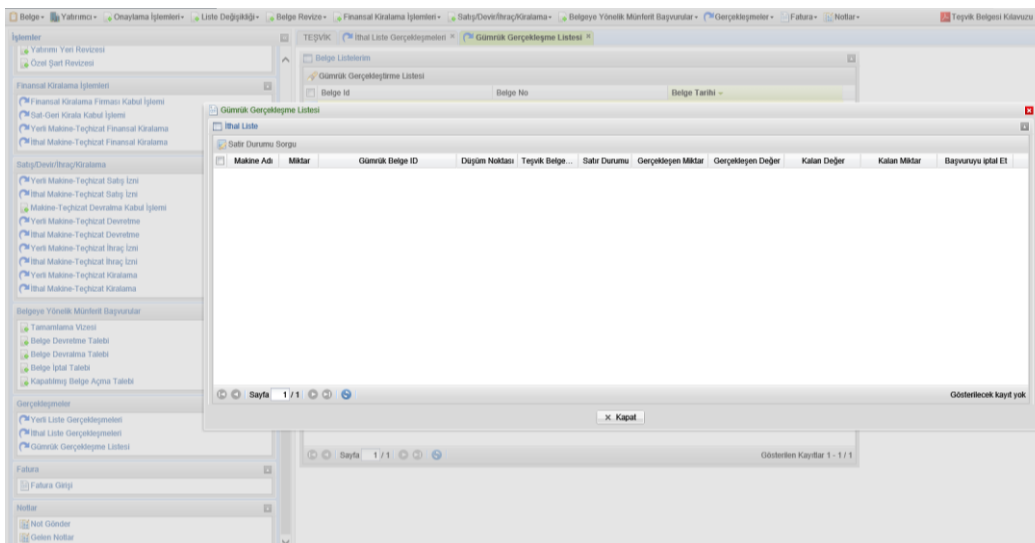 Belge Yatırımcı Onaylama İşlemleri Liste Değişikliği Belge Revize Finansal Kiralama İşlemleri Satış/Devir/İhraç/Kiralama Belgeye Yönelik Münferit Başvurular Gerçekleşmeler Fatura Notlar Teşvik Belgesi Kılavuzu
İşlemler
Yatırımı Yeri Revizesi
Özel Şart Revizesi
Finansal Kiralama İşlemleri
Finansal Kiralama Firması Kabul İşlemi
Sat-Geri Kirala Kabul İşlemi
Yerli Makine-Teçhizat Finansal Kiralama
İthal Makine-Teçhizat Finansal Kiralama
Satış/Devir/İhraç/Kiralama
Yerli Makine-Teçhizat Satış İzni
İthal Makine-Teçhizat Satış İzni
Makine-Teçhizat Devralma Kabul İşlemi
Yerli Makine-Teçhizat Devretme
İthal Makine-Teçhizat Devretme
Yerli Makine-Teçhizat İhraç İzni
İthal Makine-Teçhizat İhraç İzni
Yerli Makine-Teçhizat Kiralama
İthal Makine-Teçhizat Kiralama
Belgeye Yönelik Münferit Başvurular
Tamamlama Vizesi
Belge Devretme Talebi
Belge Devralma Talebi
Belge İptal Talebi
Kapatılmış Belge Açma Talebi
Gerçekleşmeler
Yerli Liste Gerçekleşmeleri
İthal Liste Gerçekleşmeleri
Gümrük Gerçekleşme Listesi
Fatura
Fatura Girişi
Notlar
Not Gönder
Gelen Notlar
TEŞVİK İthal Liste Gerçekleşmeleri Gümrük Gerçekleşme Listesi
Belge Listelerim
Gümrük Gerçekleştirme Listesi
Belge Id Belge No Belge Tarihi
Gümrük Gerçekleşme Listesi
İthal Liste
Satır Durumu Sorgu
Makine Adı Miktar Gümrük Belge ID Düşüm Noktası Teşvik Belge... Satır Durumu Gerçekleşen Miktar Gerçekleşen Değer Kalan Değer Kalan Miktar Başvuruyu iptal Et
Sayfa 1 / 1 Gösterilecek kayıt yok
Kapat
Sayfa 1 / 1 Gösterilen Kayıtlar 1 - 1 / 1